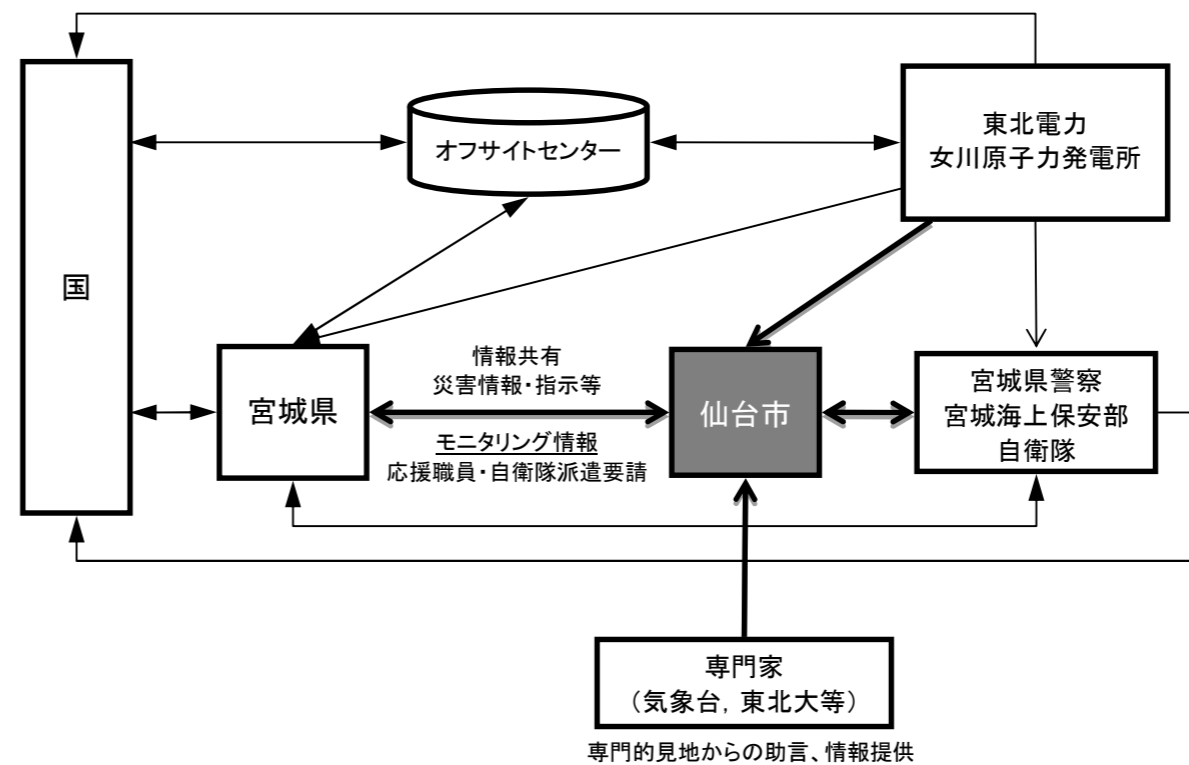 東北電力
女川原子力発電所
オフサイトセンター
国
情報共有
災害情報・指示等
宮城県
仙台市
宮城県警察
宮城海上保安部
自衛隊
モニタリング情報
応援職員・自衛隊派遣要請
専門家
（気象台，東北大等）
専門的見地からの助言、情報提供